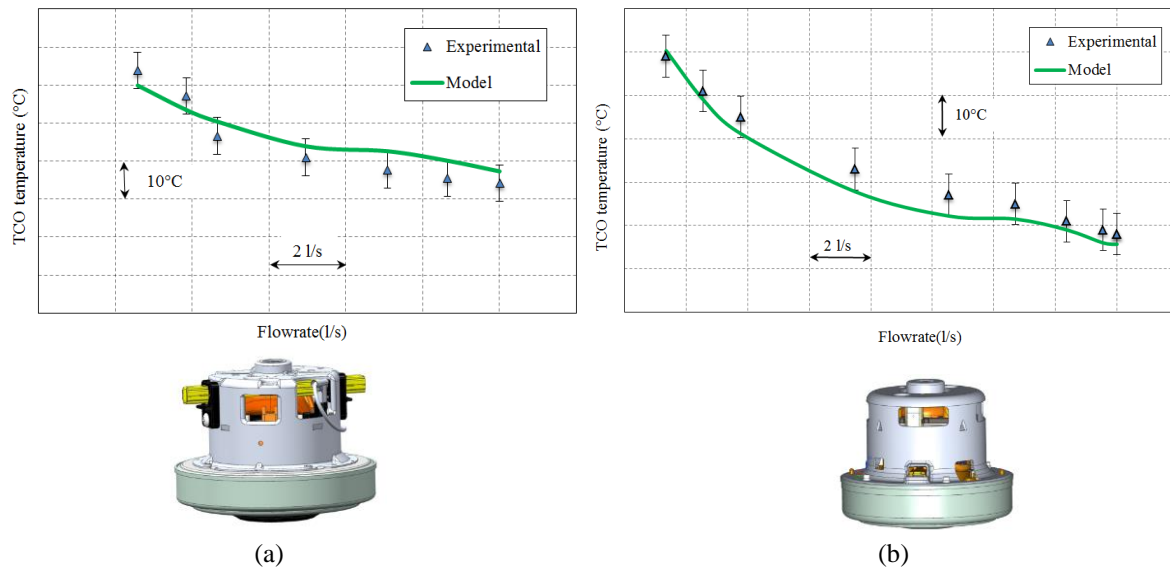 Experimental
Model
TCO temperature (°C)
10°C
2 l/s
Flowrate(l/s)
(a)
Experimental
Model
TCO temperature (°C)
10°C
2 l/s
Flowrate(l/s)
(b)